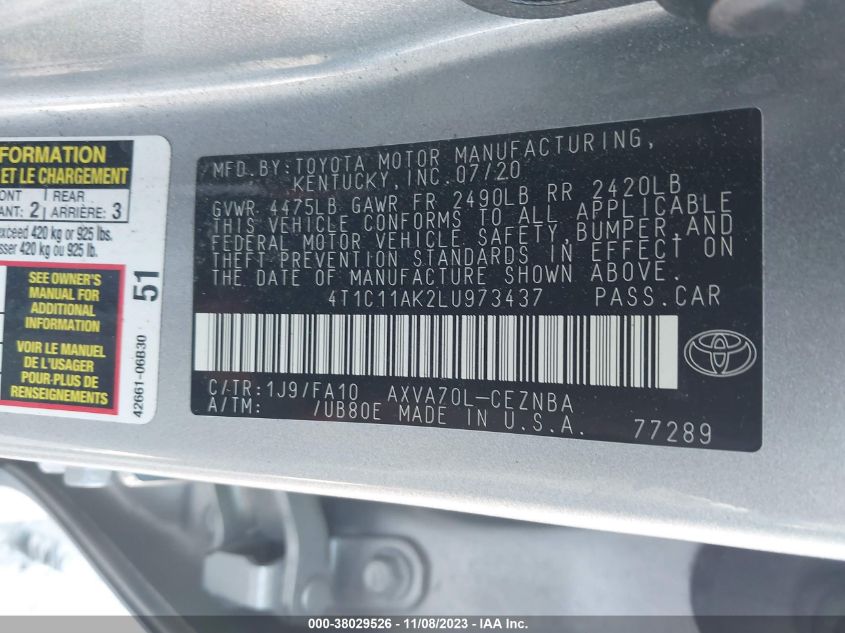 FORMATION
ET LE CHARGEMENT
ONT REAR
ANT: 2 ARRIÈRE: 3
exceed 420 kg or 925 lbs.
sser 420 kg ou 925 lb.
SEE OWNER'S
MANUAL FOR
ADDITIONAL
INFORMATION
VOIR LE MANUEL
DE L'USAGER
POUR PLUS DE
RENSEIGNEMENTS
51
42661-06B30
MFD.BY:TOYOTA MOTOR MANUFACTURING,
KENTUCKY,INC.07/20
GVWR 4475LB GAWR FR 2490LB RR 2420LB
THIS VEHICLE CONFORMS TO ALL APPLICABLE
FEDERAL MOTOR VEHICLE SAFETY,BUMPER,AND
THEFT PREVENTION STANDARDS IN EFFECT ON
THE DATE OF MANUFACTURE SHOWN ABOVE.
4T1C11AK2LU973437 PASS.CAR
C/TR:1J9/FA10 AXVA70L-CEZNBA
A/TM: /UB80E MADE IN U.S.A. 77289
000-38029526 - 11/08/2023 - IAA Inc.